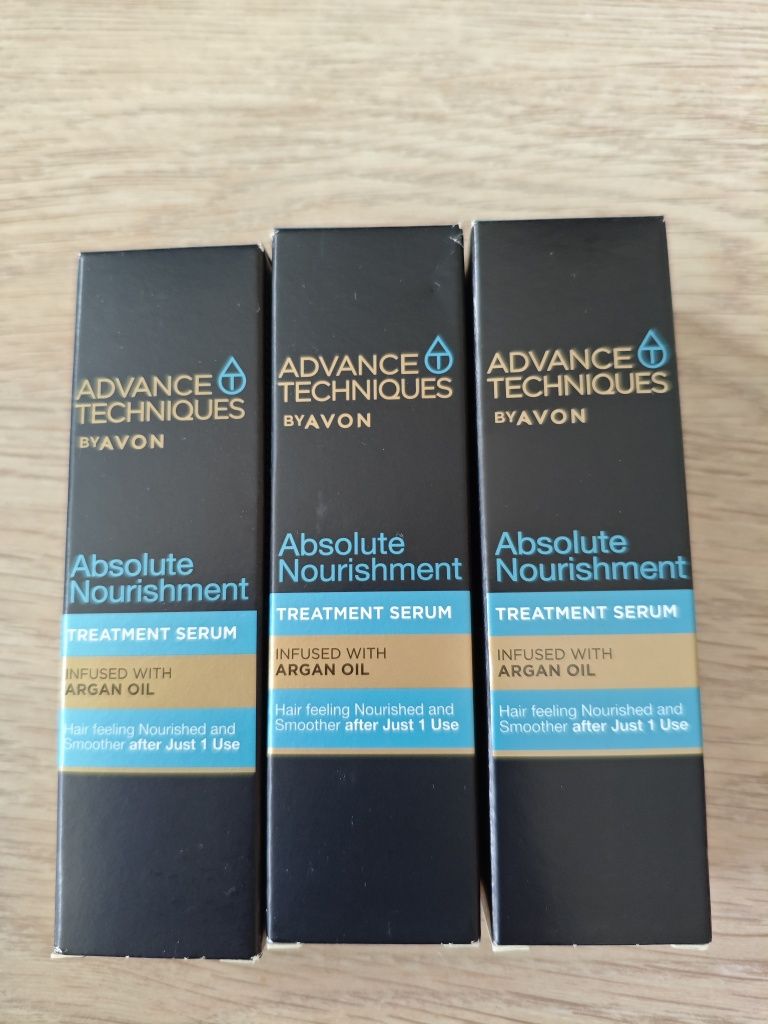 ADVANCE
TECHNIQUES
BY AVON
Absolute
Nourishment
TREATMENT SERUM
INFUSED WITH
ARGAN OIL
Hair feeling Nourished and
Smoother after Just 1 Use
ADVANCE
TECHNIQUES
BY AVON
Absolute
Nourishment
TREATMENT SERUM
INFUSED WITH
ARGAN OIL
Hair feeling Nourished and
Smoother after Just 1 Use
ADVANCE
TECHNIQUES
BY AVON
Absolute
Nourishment
TREATMENT SERUM
INFUSED WITH
ARGAN OIL
Hair feeling Nourished and
Smoother after Just 1 Use